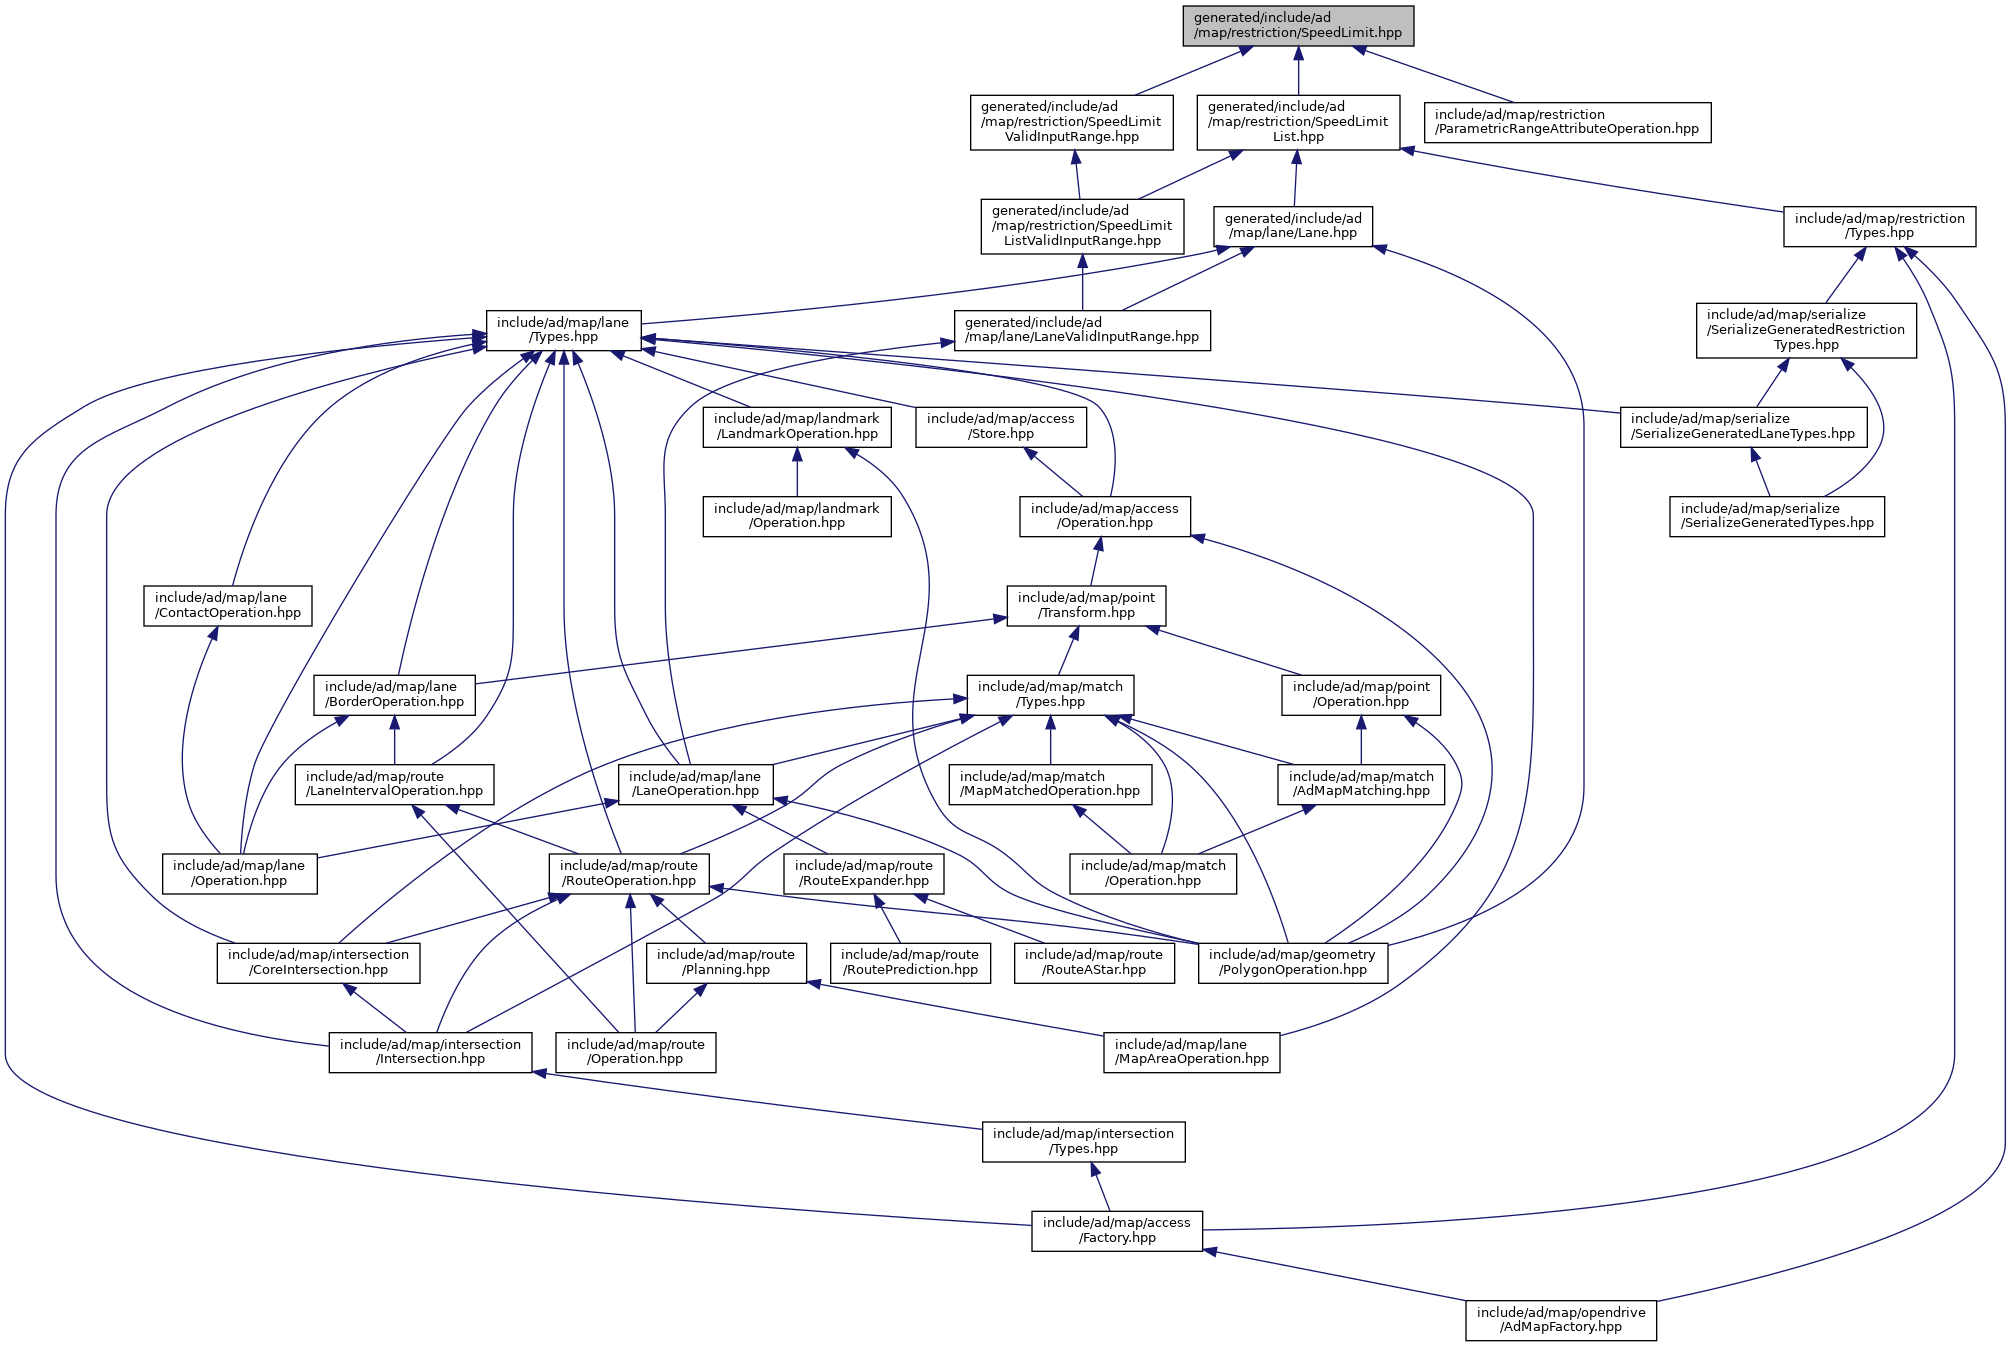 generated/include/ad
/map/restriction/SpeedLimit.hpp
generated/include/ad
/map/restriction/SpeedLimit
ValidInputRange.hpp
generated/include/ad
/map/restriction/SpeedLimit
List.hpp
include/ad/map/restriction
/ParametricRangeAttributeOperation.hpp
generated/include/ad
/map/restriction/SpeedLimit
ListValidInputRange.hpp
generated/include/ad
/map/lane/Lane.hpp
include/ad/map/restriction
/Types.hpp
include/ad/map/lane
/Types.hpp
generated/include/ad
/map/lane/LaneValidInputRange.hpp
include/ad/map/serialize
/SerializeGeneratedRestriction
Types.hpp
include/ad/map/landmark
/LandmarkOperation.hpp
include/ad/map/access
/Store.hpp
include/ad/map/serialize
/SerializeGeneratedLaneTypes.hpp
include/ad/map/landmark
/Operation.hpp
include/ad/map/access
/Operation.hpp
include/ad/map/serialize
/SerializeGeneratedTypes.hpp
include/ad/map/lane
/ContactOperation.hpp
include/ad/map/point
/Transform.hpp
include/ad/map/lane
/BorderOperation.hpp
include/ad/map/match
/Types.hpp
include/ad/map/point
/Operation.hpp
include/ad/map/route
/LaneIntervalOperation.hpp
include/ad/map/lane
/LaneOperation.hpp
include/ad/map/match
/MapMatchedOperation.hpp
include/ad/map/match
/AdMapMatching.hpp
include/ad/map/lane
/Operation.hpp
include/ad/map/route
/RouteOperation.hpp
include/ad/map/route
/RouteExpander.hpp
include/ad/map/match
/Operation.hpp
include/ad/map/intersection
/CoreIntersection.hpp
include/ad/map/route
/Planning.hpp
include/ad/map/route
/RoutePrediction.hpp
include/ad/map/route
/RouteAStar.hpp
include/ad/map/geometry
/PolygonOperation.hpp
include/ad/map/intersection
/Intersection.hpp
include/ad/map/route
/Operation.hpp
include/ad/map/lane
/MapAreaOperation.hpp
include/ad/map/intersection
/Types.hpp
include/ad/map/access
/Factory.hpp
include/ad/map/opendrive
/AdMapFactory.hpp